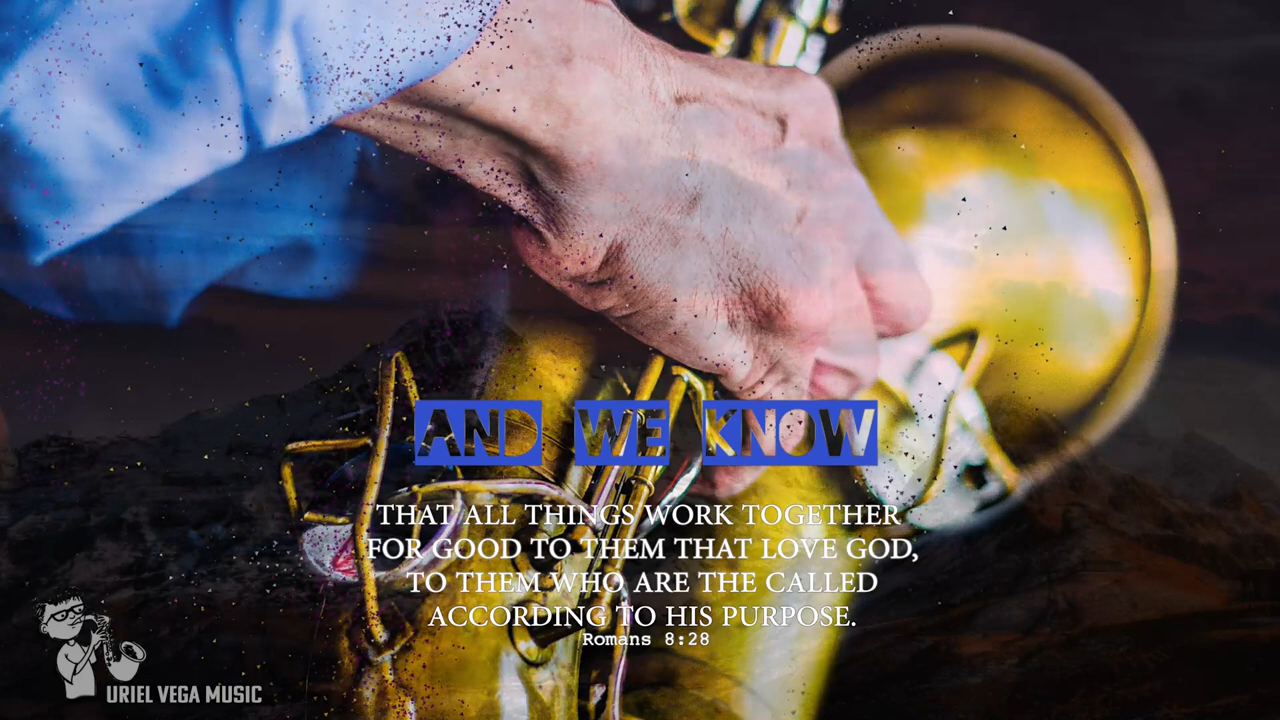 AND WE KNOW
THAT ALL THINGS WORK TOGETHER
FOR GOOD TO THEM THAT LOVE GOD,
TO THEM WHO ARE THE CALLED
ACCORDING TO HIS PURPOSE.
Romans 8:28
URIEL VEGA MUSIC